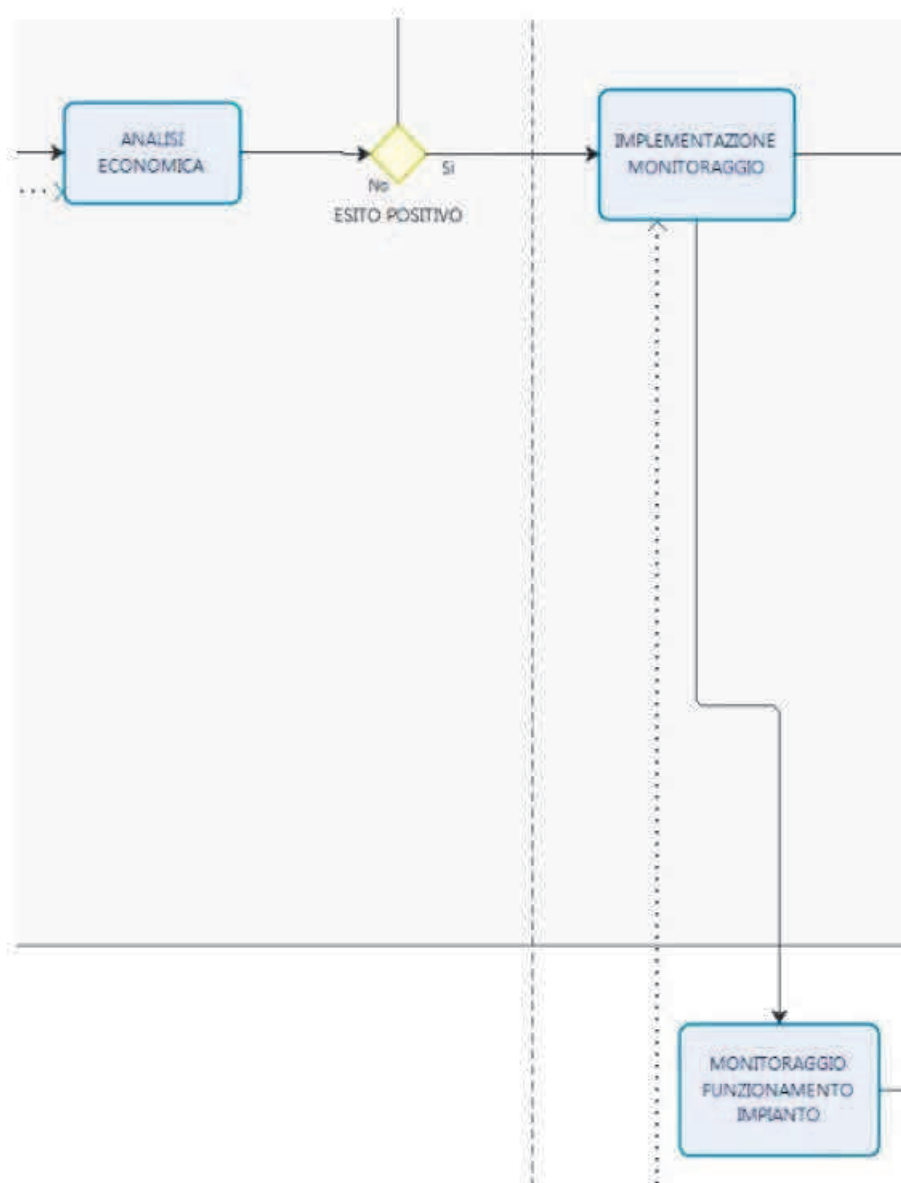 ANALISI
ECONOMICA
No
Si
ESITO POSITIVO
IMPLEMENTAZIONE
MONITORAGGIO
MONITORAGGIO
FUNZIONAMENTO
IMPIANTO